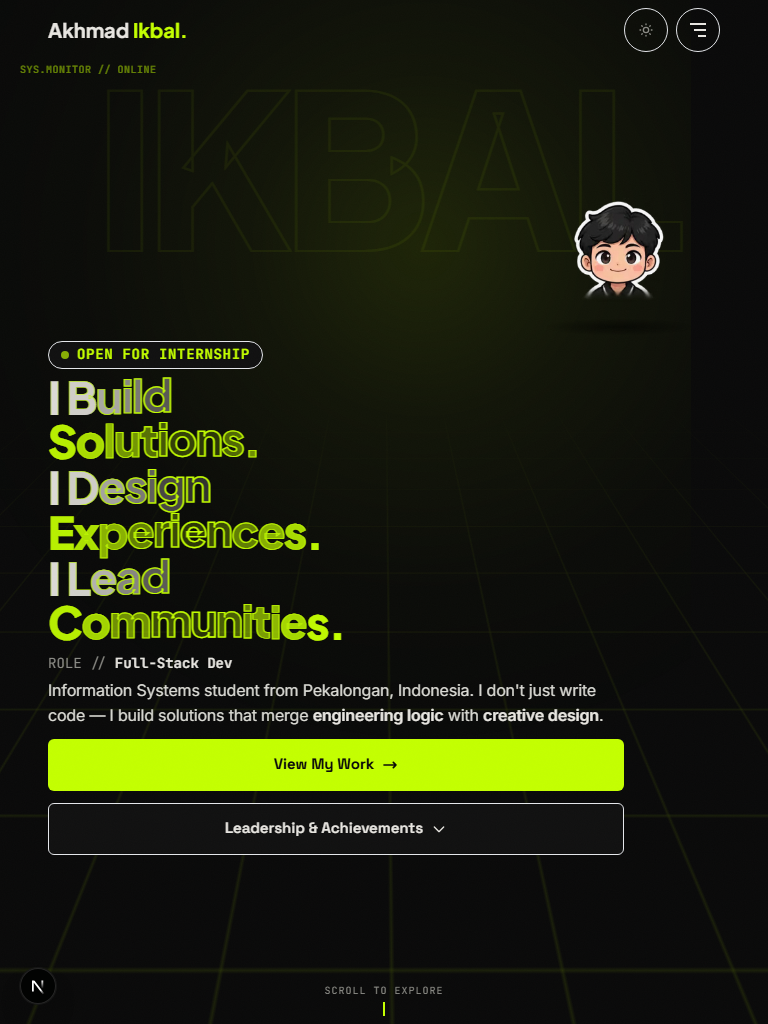 Akhmad Ikbal.
SYS.MONITOR // ONLINE
IKBAL
OPEN FOR INTERNSHIP
I Build
Solutions.
I Design
Experiences.
I Lead
Communities.
ROLE // Full-Stack Dev
Information Systems student from Pekalongan, Indonesia. I don't just write
code — I build solutions that merge engineering logic with creative design.
View My Work →
Leadership & Achievements
N
SCROLL TO EXPLORE